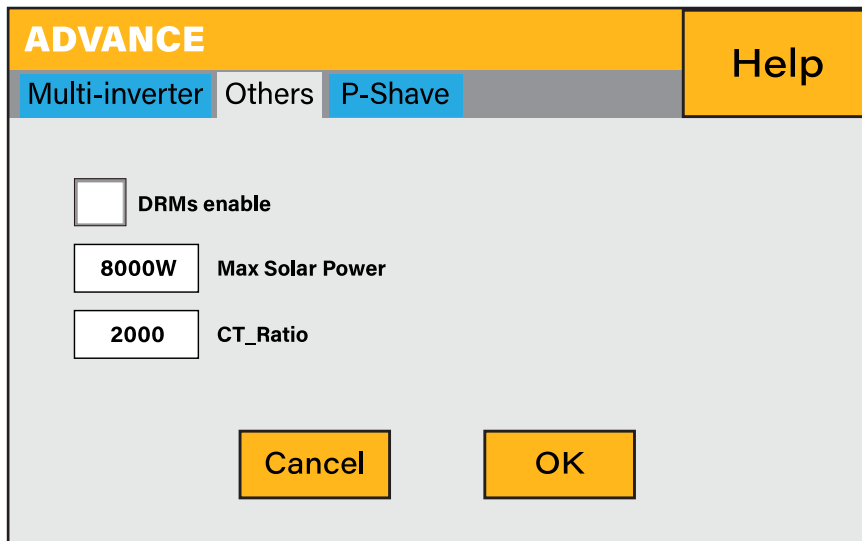 ADVANCE
Help
Multi-inverter Others P-Shave
DRMs enable
8000W Max Solar Power
2000 CT_Ratio
Cancel OK